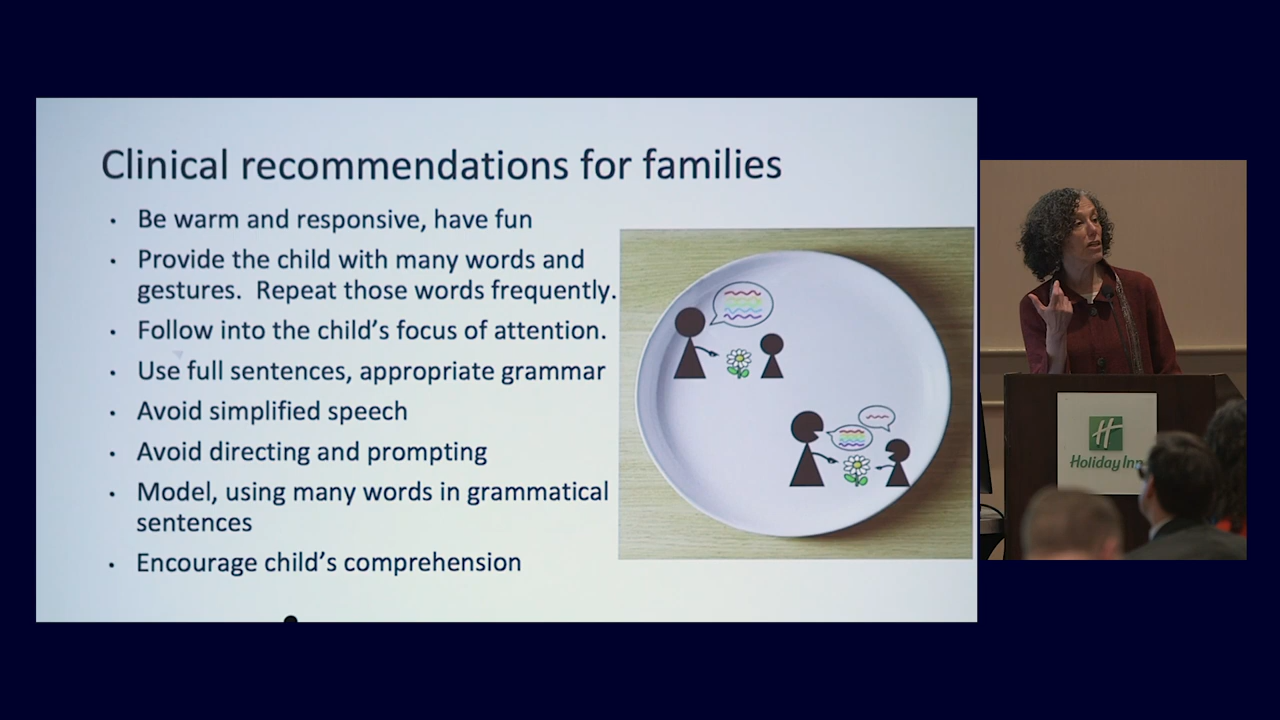 Clinical recommendations for families
• Be warm and responsive, have fun
• Provide the child with many words and
gestures.  Repeat those words frequently.
• Follow into the child’s focus of attention.
• Use full sentences, appropriate grammar
• Avoid simplified speech
• Avoid directing and prompting
• Model, using many words in grammatical
sentences
• Encourage child’s comprehension
H
Holiday Inn